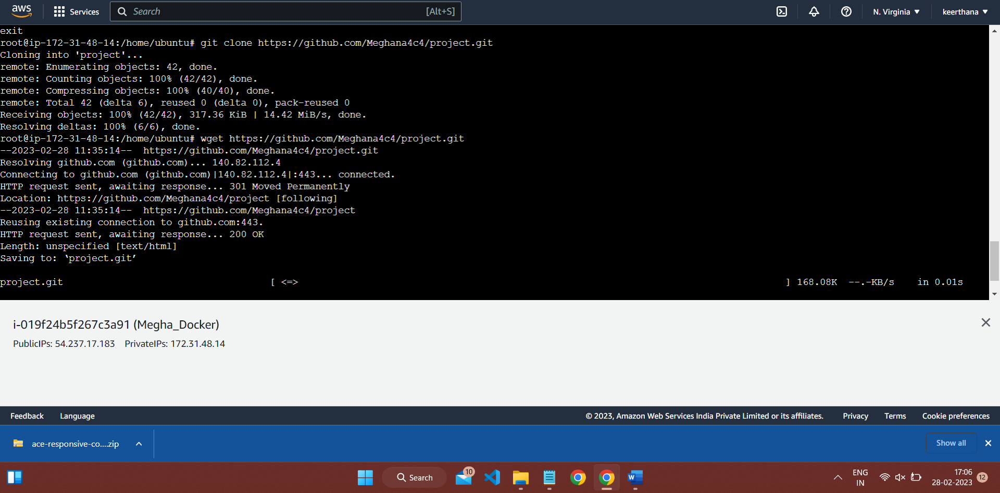 aws Services Search [Alt+S] N. Virginia keerthana
exit
root@ip-172-31-48-14:/home/ubuntu# git clone https://github.com/Meghana4c4/project.git
Cloning into 'project'...
remote: Enumerating objects: 42, done.
remote: Counting objects: 100% (42/42), done.
remote: Compressing objects: 100% (40/40), done.
remote: Total 42 (delta 6), reused 0 (delta 0), pack-reused 0
Receiving objects: 100% (42/42), 317.36 KiB | 14.42 MiB/s, done.
Resolving deltas: 100% (6/6), done.
root@ip-172-31-48-14:/home/ubuntu# wget https://github.com/Meghana4c4/project.git
--2023-02-28 11:35:14--  https://github.com/Meghana4c4/project.git
Resolving github.com (github.com)... 140.82.112.4
Connecting to github.com (github.com)|140.82.112.4|:443... connected.
HTTP request sent, awaiting response... 301 Moved Permanently
Location: https://github.com/Meghana4c4/project [following]
--2023-02-28 11:35:14--  https://github.com/Meghana4c4/project
Reusing existing connection to github.com:443.
HTTP request sent, awaiting response... 200 OK
Length: unspecified [text/html]
Saving to: ‘project.git’
project.git [ <=> ] 168.08K --.-KB/s in 0.01s
i-019f24b5f267c3a91 (Megha_Docker)
PublicIPs: 54.237.17.183 PrivateIPs: 172.31.48.14
Feedback Language © 2023, Amazon Web Services India Private Limited or its affiliates. Privacy Terms Cookie preferences
ace-responsive-co....zip Show all
Search 10 W ENG IN 17:06 28-02-2023 12